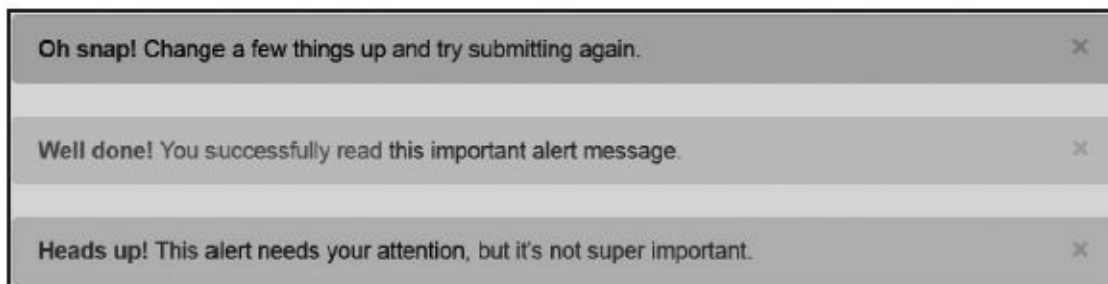 Oh snap! Change a few things up and try submitting again. ×
Well done! You successfully read this important alert message. ×
Heads up! This alert needs your attention, but it's not super important. ×